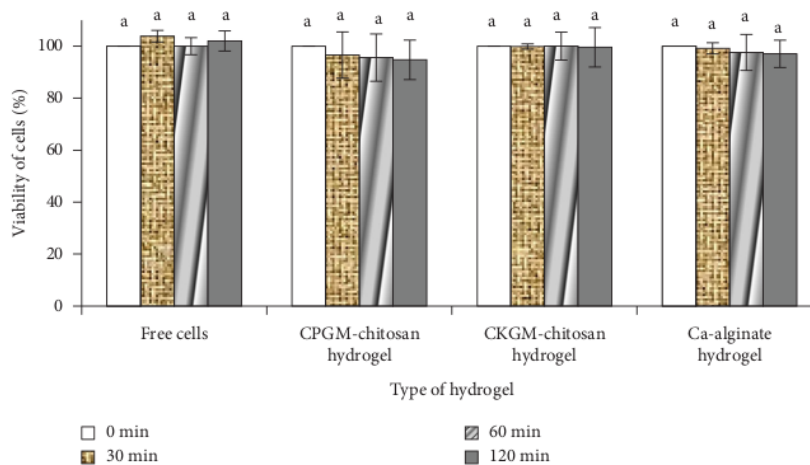 a a a a a a a a a a a a a a a a
100
80
60
40
20
0
Viability of cells (%)
Free cells CPGM-chitosan hydrogel CKGM-chitosan hydrogel Ca-alginate hydrogel
Type of hydrogel
0 min
30 min
60 min
120 min